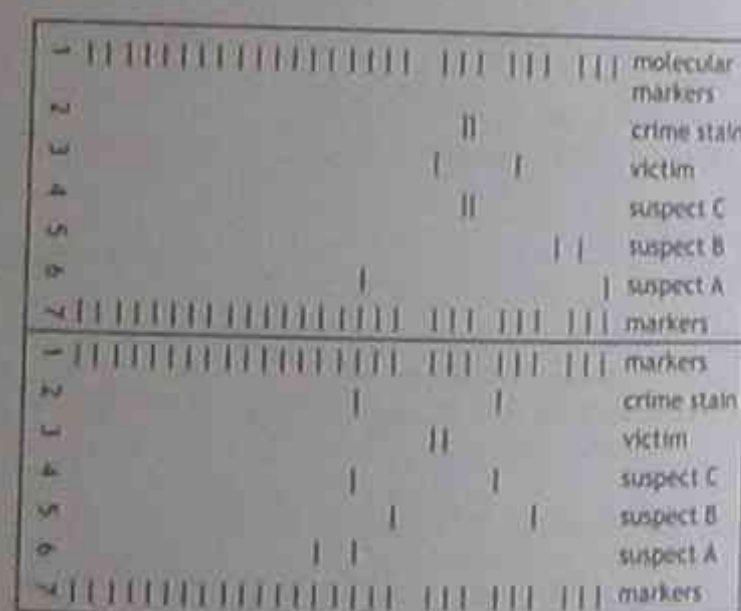 1 molecular
markers
2 crime stain
3 victim
4 suspect C
5 suspect B
6 suspect A
7 markers
1 markers
2 crime stain
3 victim
4 suspect C
5 suspect B
6 suspect A
7 markers